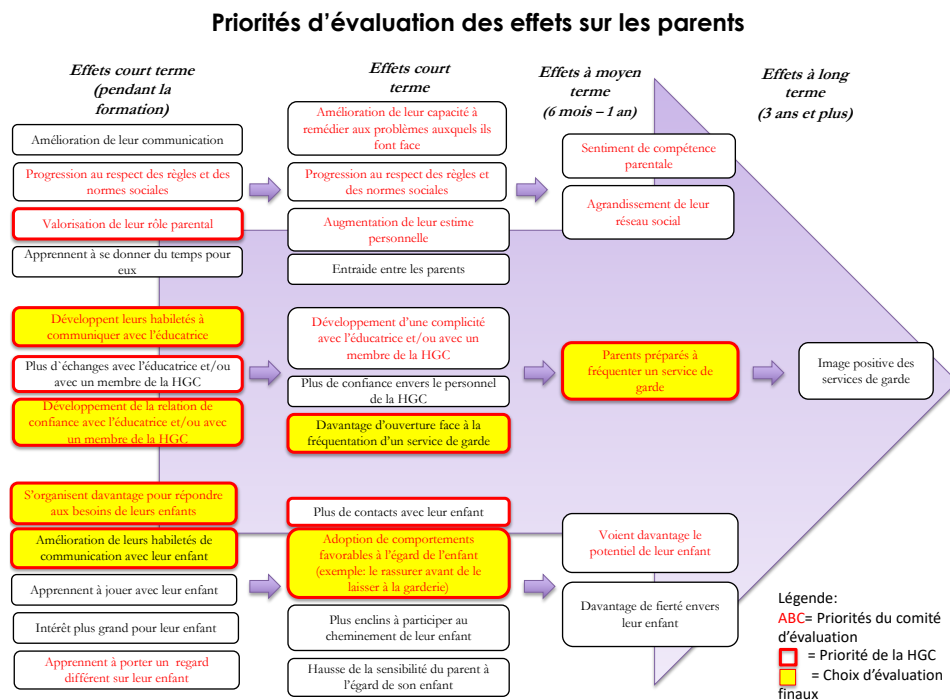 Priorités d'évaluation des effets sur les parents
Effets court terme
(pendant la
formation)
Amélioration de leur communication
Progression au respect des règles et des
normes sociales
Valorisation de leur rôle parental
Apprennent à se donner du temps pour
eux
Développent leurs habiletés à
communiquer avec l'éducatrice
Plus d`échanges avec l'éducatrice et/ou
avec un membre de la HGC
Développement de la relation de
confiance avec l'éducatrice et/ou avec
un membre de la HGC
S'organisent davantage pour répondre
aux besoins de leurs enfants
Amélioration de leurs habiletés de
communication avec leur enfant
Apprennent à jouer avec leur enfant
Intérêt plus grand pour leur enfant
Apprennent à porter un regard
différent sur leur enfant
Effets court
terme
Amélioration de leur capacité à
remédier aux problèmes auxquels ils
font face
Progression au respect des règles et
des normes sociales
Augmentation de leur estime
personnelle
Entraide entre les parents
Développement d'une complicité
avec l'éducatrice et/ou avec un
membre de la HGC
Plus de confiance envers le personnel
de la HGC
Davantage d'ouverture face à la
fréquentation d'un service de garde
Plus de contacts avec leur enfant
Adoption de comportements
favorables à l'égard de l'enfant
(exemple: le rassurer avant de le
laisser à la garderie)
Plus enclins à participer au
cheminement de leur enfant
Hausse de la sensibilité du parent à
l'égard de son enfant
Effets à moyen
terme
(6 mois – 1 an)
Sentiment de compétence
parentale
Agrandissement de leur
réseau social
Parents préparés à
fréquenter un service de
garde
Voient davantage le
potentiel de leur enfant
Davantage de fierté envers
leur enfant
Effets à long
terme
(3 ans et plus)
Image positive des
services de garde
Légende:
ABC= Priorités du comité
d'évaluation
= Priorité de la HGC
= Choix d'évaluation
finaux